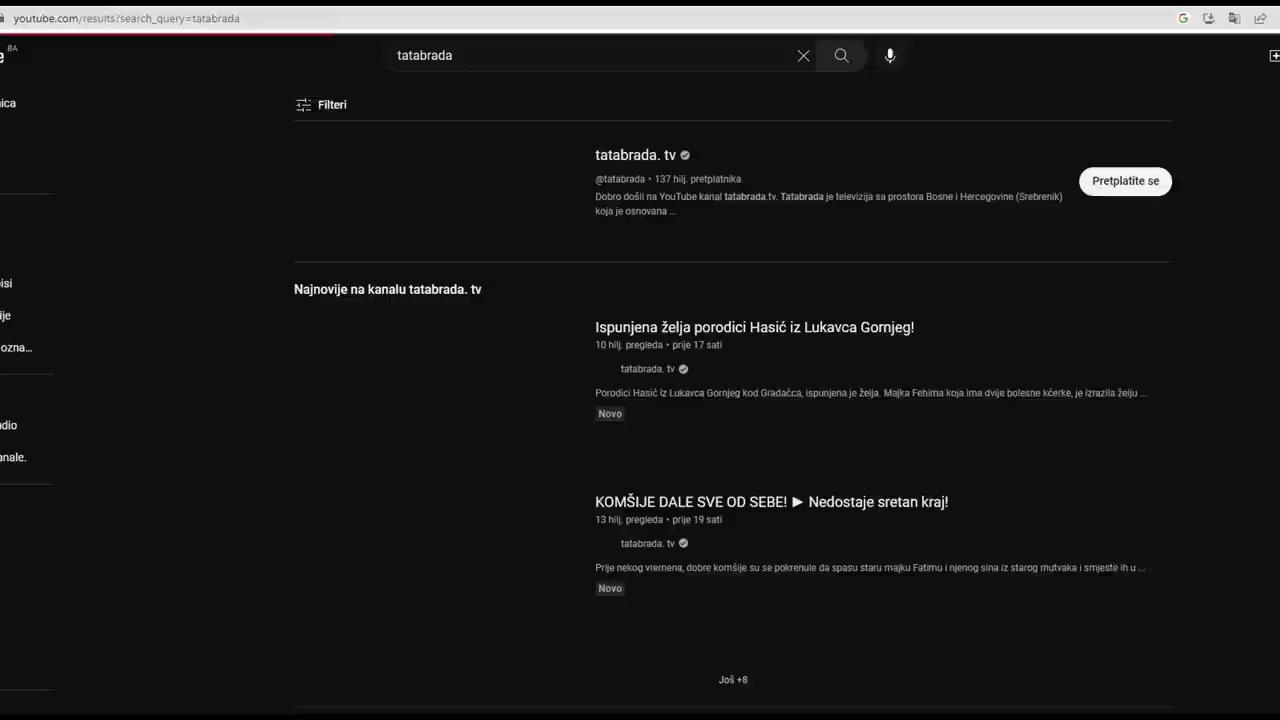 youtube.com/results?search_query=tatabrada
e BA
tatabrada
ica
Filteri
tatabrada. tv
@tatabrada • 137 hilj. pretplatnika
Pretplatite se
Dobro došli na YouTube kanal tatabrada.tv. Tatabrada je televizija sa prostora Bosne i Hercegovine (Srebrenik)
koja je osnovana ...
isi
Najnovije na kanalu tatabrada. tv
ije
Ispunjena želja porodici Hasić iz Lukavca Gornjeg!
10 hilj. pregleda • prije 17 sati
ozna...
tatabrada. tv
Porodici Hasić iz Lukavca Gornjeg kod Gradačca, ispunjena je želja. Majka Fehima koja ima dvije bolesne kćerke, je izrazila želju ...
Novo
dio
anale.
KOMŠIJE DALE SVE OD SEBE! ► Nedostaje sretan kraj!
13 hilj. pregleda • prije 19 sati
tatabrada. tv
Prije nekog vremena, dobre komšije su se pokrenule da spasu staru majku Fatimu i njenog sina iz starog mutvaka i smjeste ih u ...
Novo
Još +8